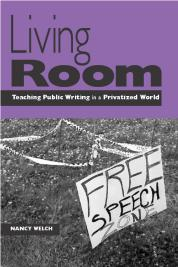 Living
Room
Teaching Public Writing in a Privatized World
FREE
SPEECH
ZONE
NANCY WELCH